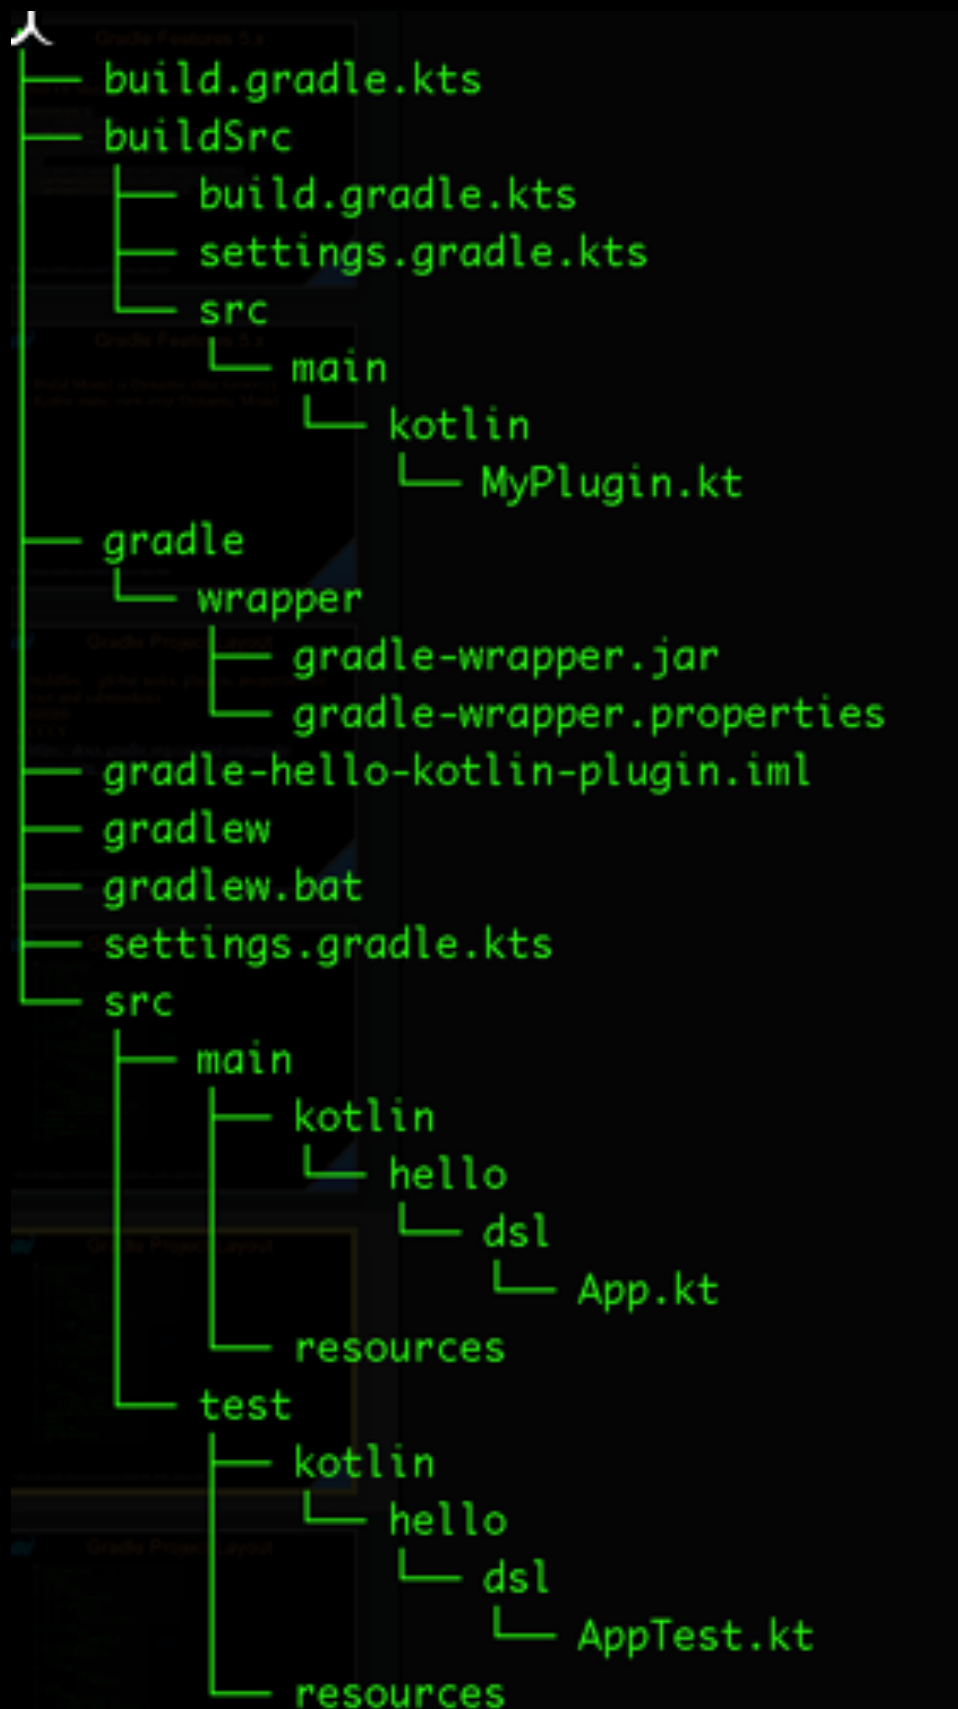 build.gradle.kts
buildSrc
build.gradle.kts
settings.gradle.kts
src
main
kotlin
MyPlugin.kt
gradle
wrapper
gradle-wrapper.jar
gradle-wrapper.properties
gradle-hello-kotlin-plugin.iml
gradlew
gradlew.bat
settings.gradle.kts
src
main
kotlin
hello
dsl
App.kt
resources
test
kotlin
hello
dsl
AppTest.kt
resources